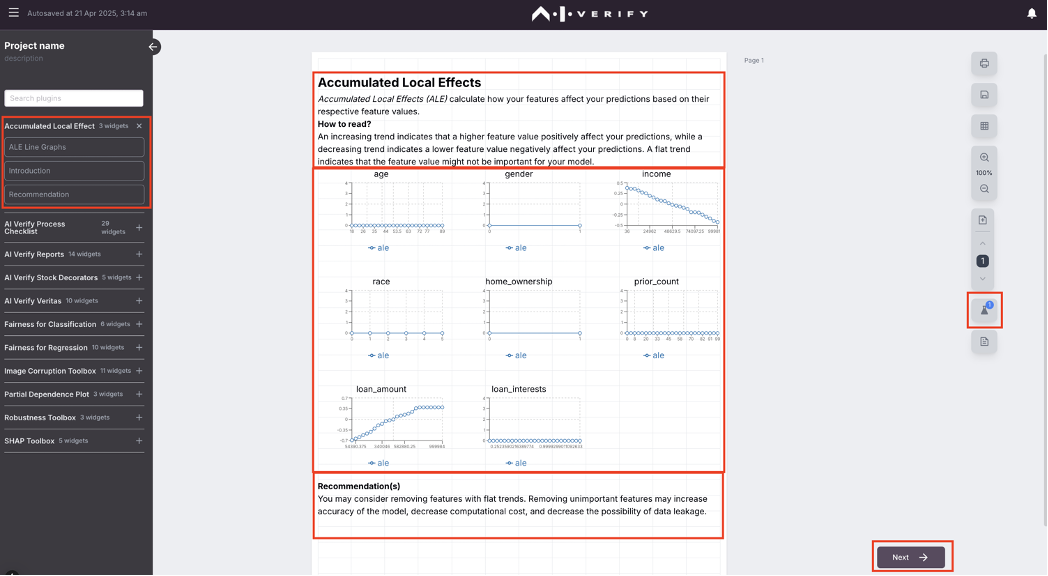 Autosaved at 21 Apr 2025, 3:14 am
A.I.VERIFY
Project name
description
Search plugins
Accumulated Local Effect 3 widgets
ALE Line Graphs
Introduction
Recommendation
AI Verify Process Checklist 29 widgets
AI Verify Reports 14 widgets
AI Verify Stock Decorators 5 widgets
AI Verify Veritas 10 widgets
Fairness for Classification 6 widgets
Fairness for Regression 10 widgets
Image Corruption Toolbox 11 widgets
Partial Dependence Plot 3 widgets
Robustness Toolbox 3 widgets
SHAP Toolbox 5 widgets
Page 1
Accumulated Local Effects
Accumulated Local Effects (ALE) calculate how your features affect your predictions based on their
respective feature values.
How to read?
An increasing trend indicates that a higher feature value positively affect your predictions, while a
decreasing trend indicates a lower feature value negatively affect your predictions. A flat trend
indicates that the feature value might not be important for your model.
age gender income
ale ale ale
race home_ownership prior_count
ale ale ale
loan_amount loan_interests
ale ale
Recommendation(s)
You may consider removing features with flat trends. Removing unimportant features may increase
accuracy of the model, decrease computational cost, and decrease the possibility of data leakage.
100%
1
1
Next